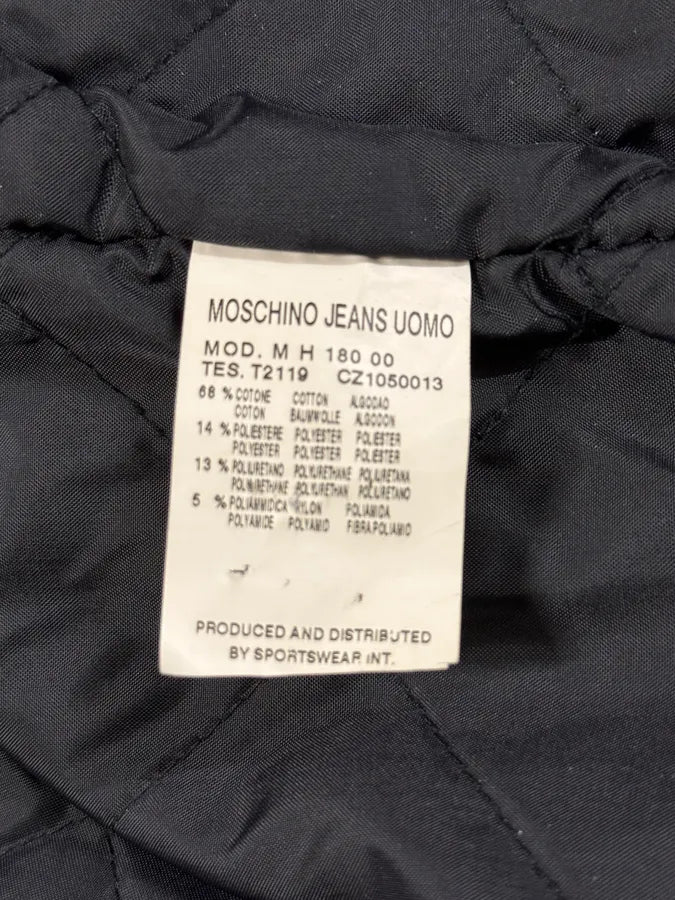 MOSCHINO JEANS UOMO
MOD. M H 180 00
TES. T2119 CZ1050013
68 % COTONE COTTON ALGODAO
COTON BAUMWOLLE ALGODON
14 % POLIESTERE POLYESTER POLIESTER
POLYESTER POLYESTER POLIESTER
13 % POLIURETANO POLYURETHANE POLIURETANA
POLYURETHANE POLYURETHAN POLIURETANO
5 % POLIAMMIDICA NYLON POLIAMIDA
POLYAMIDE POLYAMID FIBRA POLIAMID
PRODUCED AND DISTRIBUTED
BY SPORTSWEAR INT.